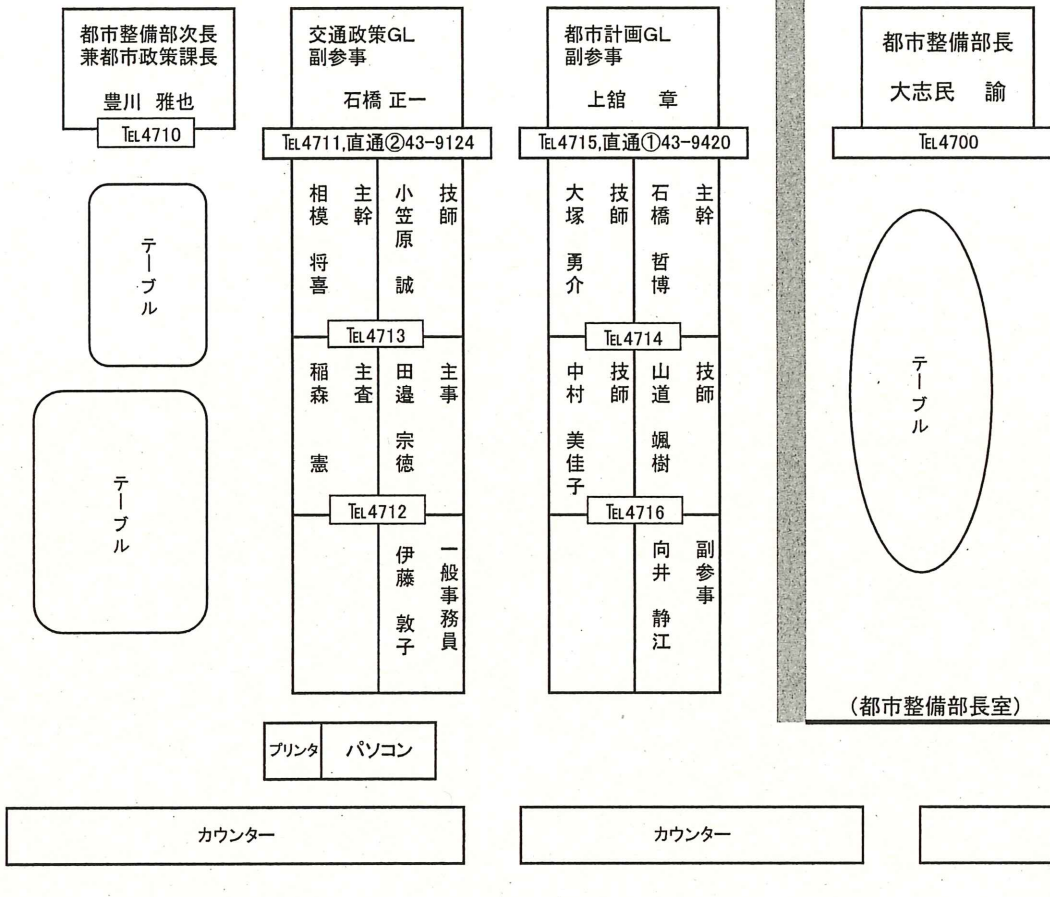 都市整備部次長
兼都市政策課長
豊川 雅也
TEL4710
テーブル
テーブル
交通政策GL
副参事
石橋 正一
TEL4711,直通②43-9124
技師
小笠原 誠
主幹
相模 将喜
TEL4713
主事
田邉 宗徳
主査
稲森 憲
TEL4712
一般事務員
伊藤 敦子
プリンタ
パソコン
カウンター
都市計画GL
副参事
上舘 章
TEL4715,直通①43-9420
主幹
石橋 哲博
技師
大塚 勇介
TEL4714
技師
山道 颯樹
技師
中村 美佳子
TEL4716
副参事
向井 静江
カウンター
都市整備部長
大志民 諭
TEL4700
テーブル
(都市整備部長室)